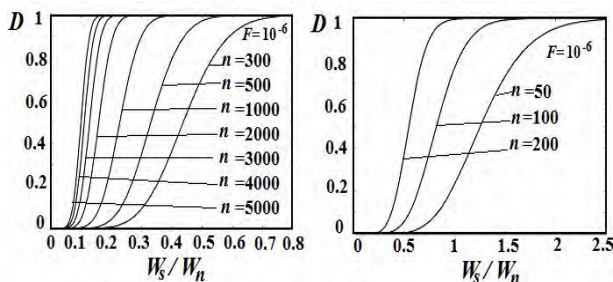 D
1
0.8
0.6
0.4
0.2
0
F=10-6
n =300
n =500
n =1000
n =2000
n =3000
n =4000
n =5000
0 0.1 0.2 0.3 0.4 0.5 0.6 0.7 0.8
Ws / Wn
D
1
0.8
0.6
0.4
0.2
0
F=10-6
n =50
n =100
n =200
0 0.5 1 1.5 2 2.5
Ws / Wn